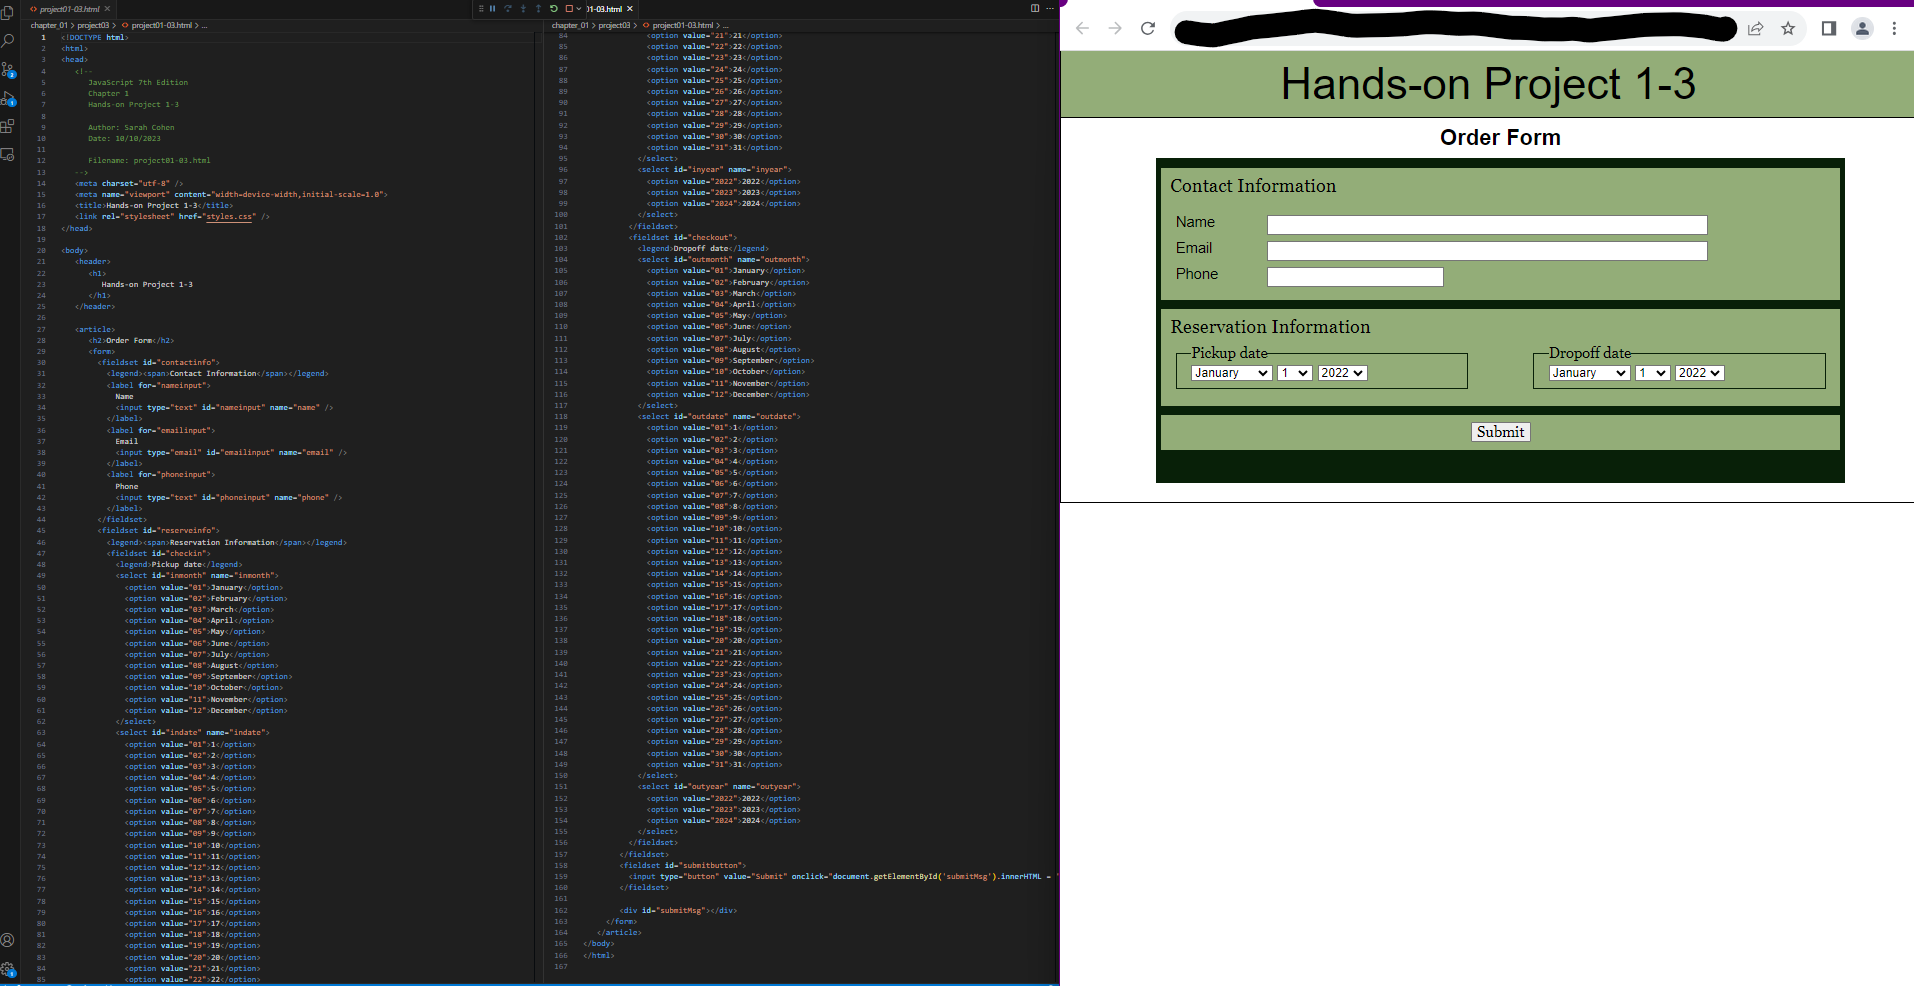 project01-03.html
chapter_01 > project03 > project01-03.html > ...
1 <!DOCTYPE html>
2 <html>
3 <head>
4 <!--
5 JavaScript 7th Edition
6 Chapter 1
7 Hands-on Project 1-3
8
9 Author: Sarah Cohen
10 Date: 10/10/2023
11
12 Filename: project01-03.html
13 -->
14 <meta charset="utf-8" />
15 <meta name="viewport" content="width=device-width,initial-scale=1.0">
16 <title>Hands-on Project 1-3</title>
17 <link rel="stylesheet" href="styles.css" />
18 </head>
19
20 <body>
21 <header>
22 <h1>
23 Hands-on Project 1-3
24 </h1>
25 </header>
26
27 <article>
28 <h2>Order Form</h2>
29 <form>
30 <fieldset id="contactinfo">
31 <legend><span>Contact Information</span></legend>
32 <label for="nameinput">
33 Name
34 <input type="text" id="nameinput" name="name" />
35 </label>
36 <label for="emailinput">
37 Email
38 <input type="email" id="emailinput" name="email" />
39 </label>
40 <label for="phoneinput">
41 Phone
42 <input type="text" id="phoneinput" name="phone" />
43 </label>
44 </fieldset>
45 <fieldset id="reserveinfo">
46 <legend><span>Reservation Information</span></legend>
47 <fieldset id="checkin">
48 <legend>Pickup date</legend>
49 <select id="inmonth" name="inmonth">
50 <option value="01">January</option>
51 <option value="02">February</option>
52 <option value="03">March</option>
53 <option value="04">April</option>
54 <option value="05">May</option>
55 <option value="06">June</option>
56 <option value="07">July</option>
57 <option value="08">August</option>
58 <option value="09">September</option>
59 <option value="10">October</option>
60 <option value="11">November</option>
61 <option value="12">December</option>
62 </select>
63 <select id="indate" name="indate">
64 <option value="01">1</option>
65 <option value="02">2</option>
66 <option value="03">3</option>
67 <option value="04">4</option>
68 <option value="05">5</option>
69 <option value="06">6</option>
70 <option value="07">7</option>
71 <option value="08">8</option>
72 <option value="09">9</option>
73 <option value="10">10</option>
74 <option value="11">11</option>
75 <option value="12">12</option>
76 <option value="13">13</option>
77 <option value="14">14</option>
78 <option value="15">15</option>
79 <option value="16">16</option>
80 <option value="17">17</option>
81 <option value="18">18</option>
82 <option value="19">19</option>
83 <option value="20">20</option>
84 <option value="21">21</option>
85 <option value="22">22</option>
01-03.html
chapter_01 > project03 > project01-03.html > ...
84 <option value="21">21</option>
85 <option value="22">22</option>
86 <option value="23">23</option>
87 <option value="24">24</option>
88 <option value="25">25</option>
89 <option value="26">26</option>
90 <option value="27">27</option>
91 <option value="28">28</option>
92 <option value="29">29</option>
93 <option value="30">30</option>
94 <option value="31">31</option>
95 </select>
96 <select id="inyear" name="inyear">
97 <option value="2022">2022</option>
98 <option value="2023">2023</option>
99 <option value="2024">2024</option>
100 </select>
101 </fieldset>
102 <fieldset id="checkout">
103 <legend>Dropoff date</legend>
104 <select id="outmonth" name="outmonth">
105 <option value="01">January</option>
106 <option value="02">February</option>
107 <option value="03">March</option>
108 <option value="04">April</option>
109 <option value="05">May</option>
110 <option value="06">June</option>
111 <option value="07">July</option>
112 <option value="08">August</option>
113 <option value="09">September</option>
114 <option value="10">October</option>
115 <option value="11">November</option>
116 <option value="12">December</option>
117 </select>
118 <select id="outdate" name="outdate">
119 <option value="01">1</option>
120 <option value="02">2</option>
121 <option value="03">3</option>
122 <option value="04">4</option>
123 <option value="05">5</option>
124 <option value="06">6</option>
125 <option value="07">7</option>
126 <option value="08">8</option>
127 <option value="09">9</option>
128 <option value="10">10</option>
129 <option value="11">11</option>
130 <option value="12">12</option>
131 <option value="13">13</option>
132 <option value="14">14</option>
133 <option value="15">15</option>
134 <option value="16">16</option>
135 <option value="17">17</option>
136 <option value="18">18</option>
137 <option value="19">19</option>
138 <option value="20">20</option>
139 <option value="21">21</option>
140 <option value="22">22</option>
141 <option value="23">23</option>
142 <option value="24">24</option>
143 <option value="25">25</option>
144 <option value="26">26</option>
145 <option value="27">27</option>
146 <option value="28">28</option>
147 <option value="29">29</option>
148 <option value="30">30</option>
149 <option value="31">31</option>
150 </select>
151 <select id="outyear" name="outyear">
152 <option value="2022">2022</option>
153 <option value="2023">2023</option>
154 <option value="2024">2024</option>
155 </select>
156 </fieldset>
157 </fieldset>
158 <fieldset id="submitbutton">
159 <input type="button" value="Submit" onclick="document.getElementById('submitMsg').innerHTML = '
160 </fieldset>
161
162 <div id="submitMsg"></div>
163 </form>
164 </article>
165 </body>
166 </html>
167
Hands-on Project 1-3
Order Form
Contact Information
Name
Email
Phone
Reservation Information
Pickup date
January 1 2022
Dropoff date
January 1 2022
Submit